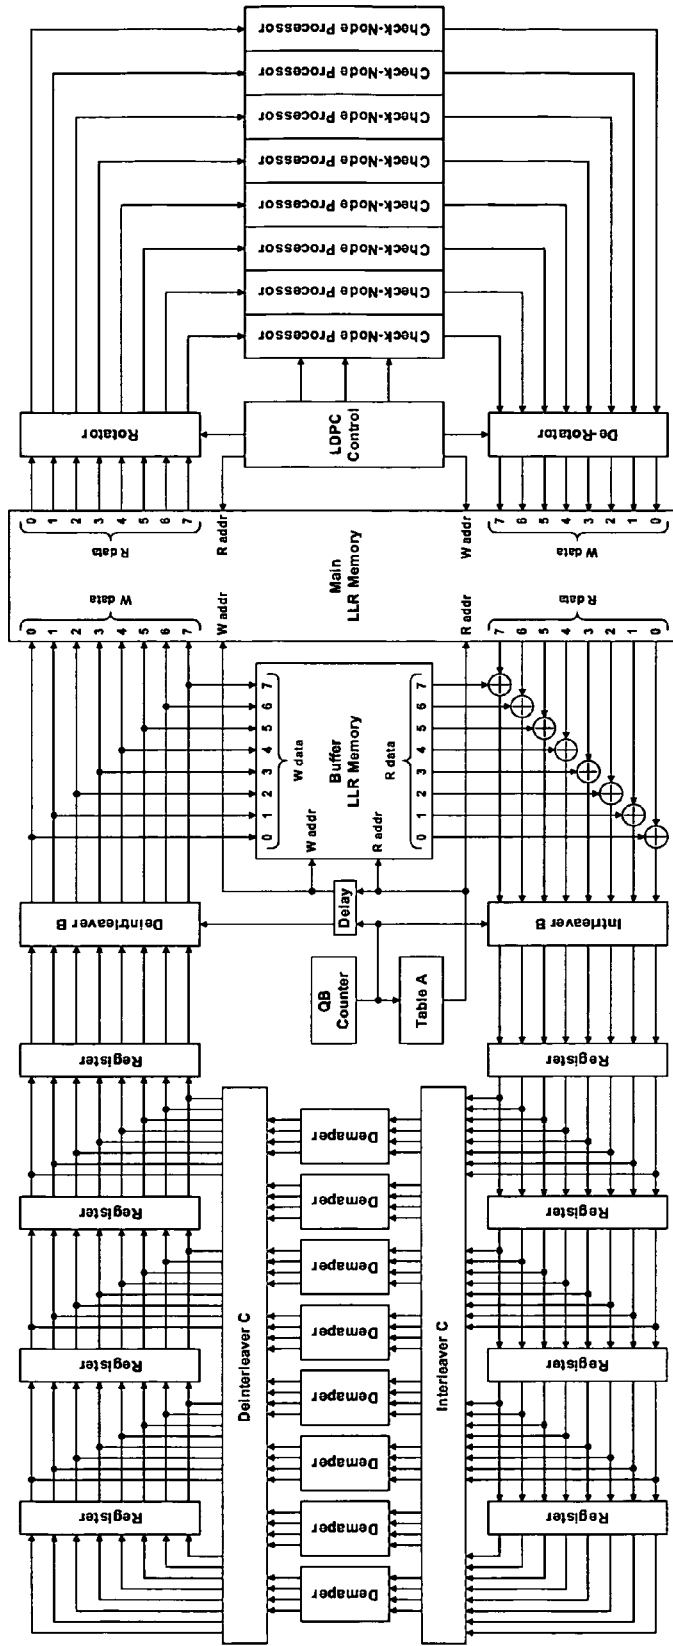 Check-Node Processor
Check-Node Processor
Check-Node Processor
Check-Node Processor
Check-Node Processor
Check-Node Processor
Check-Node Processor
Check-Node Processor
Rotator
LDPC
Control
De-Rotator
0
1
2
3
4
5
6
7
R data
R addr
W addr
7
6
5
4
3
2
1
0
W data
Main
LLR Memory
W data
0
1
2
3
4
5
6
7
W addr
R addr
R data
7
6
5
4
3
2
1
0
Buffer
LLR Memory
0
1
2
3
4
5
6
7
W data
W addr
R addr
R data
0
1
2
3
4
5
6
7
Deintrleaver B
Delay
Intrleaver B
QB
Counter
Table A
Register
Register
Register
Register
Deinterleaver C
Demaper
Demaper
Demaper
Demaper
Demaper
Demaper
Demaper
Demaper
Interleaver C
Register
Register
Register
Register